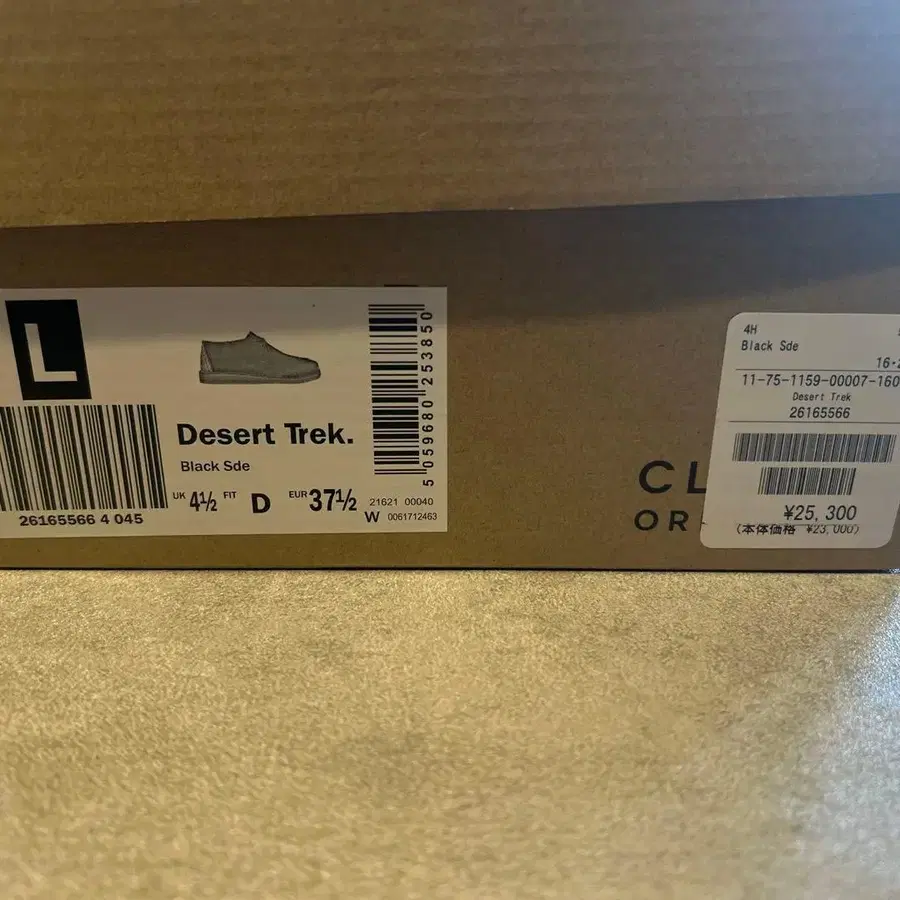 L
26165566 4 045
Desert Trek.
Black Sde
UK 4½ FIT D EUR 37½
5 059680 253850
21621 00040
W 0061712463
CL
OR
4H
Black Sde
16-2
11-75-1159-00007-160
Desert Trek
26165566
¥25,300
(本体価格 ¥23,000)